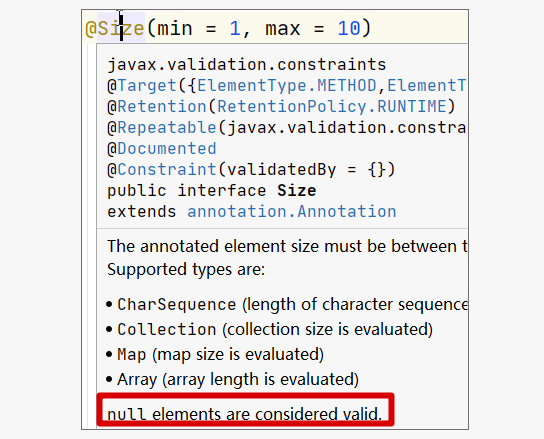 @Size(min = 1, max = 10)
javax.validation.constraints
@Target({ElementType.METHOD,ElementT
@Retention(RetentionPolicy.RUNTIME)
@Repeatable(javax.validation.constra
@Documented
@Constraint(validatedBy = {})
public interface Size
extends annotation.Annotation
The annotated element size must be between t
Supported types are:
• CharSequence (length of character sequence
• Collection (collection size is evaluated)
• Map (map size is evaluated)
• Array (array length is evaluated)
null elements are considered valid.